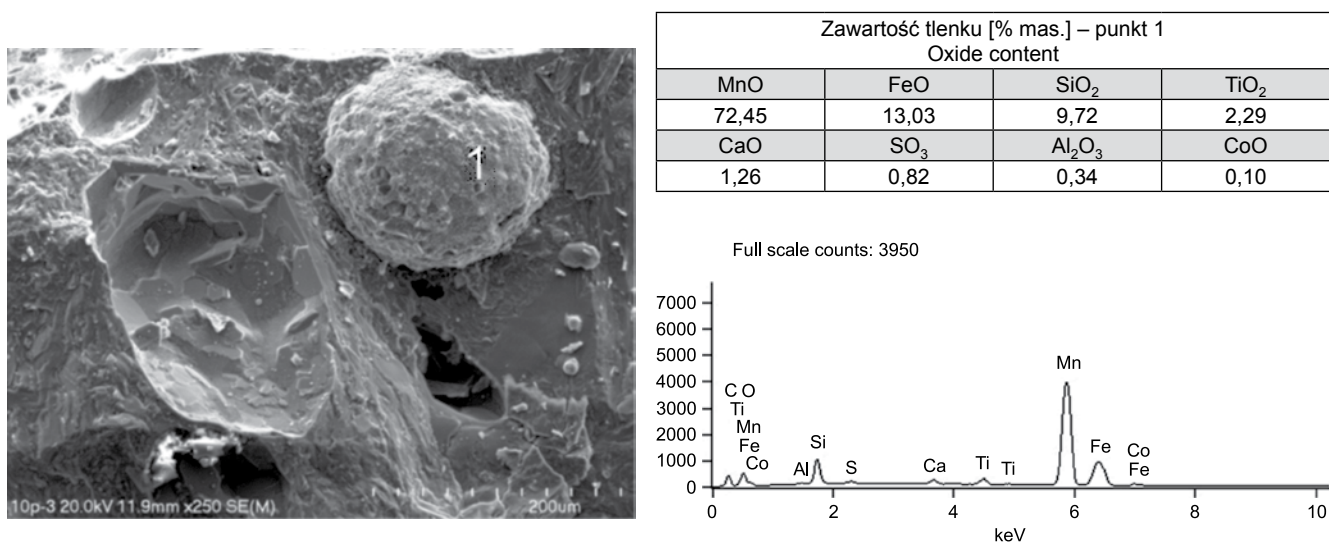 1
10p-3 20.0kV 11.9mm x250 SE(M)
200um
Zawartość tlenku [% mas.] – punkt 1
Oxide content
MnO FeO SiO₂ TiO₂
72,45 13,03 9,72 2,29
CaO SO₃ Al₂O₃ CoO
1,26 0,82 0,34 0,10
Full scale counts: 3950
7000
6000
5000
4000
3000
2000
1000
0
C O
Ti
Mn
Fe
Co
Al
Si
S
Ca
Ti
Ti
Mn
Fe
Co
Fe
0 2 4 6 8 10
keV